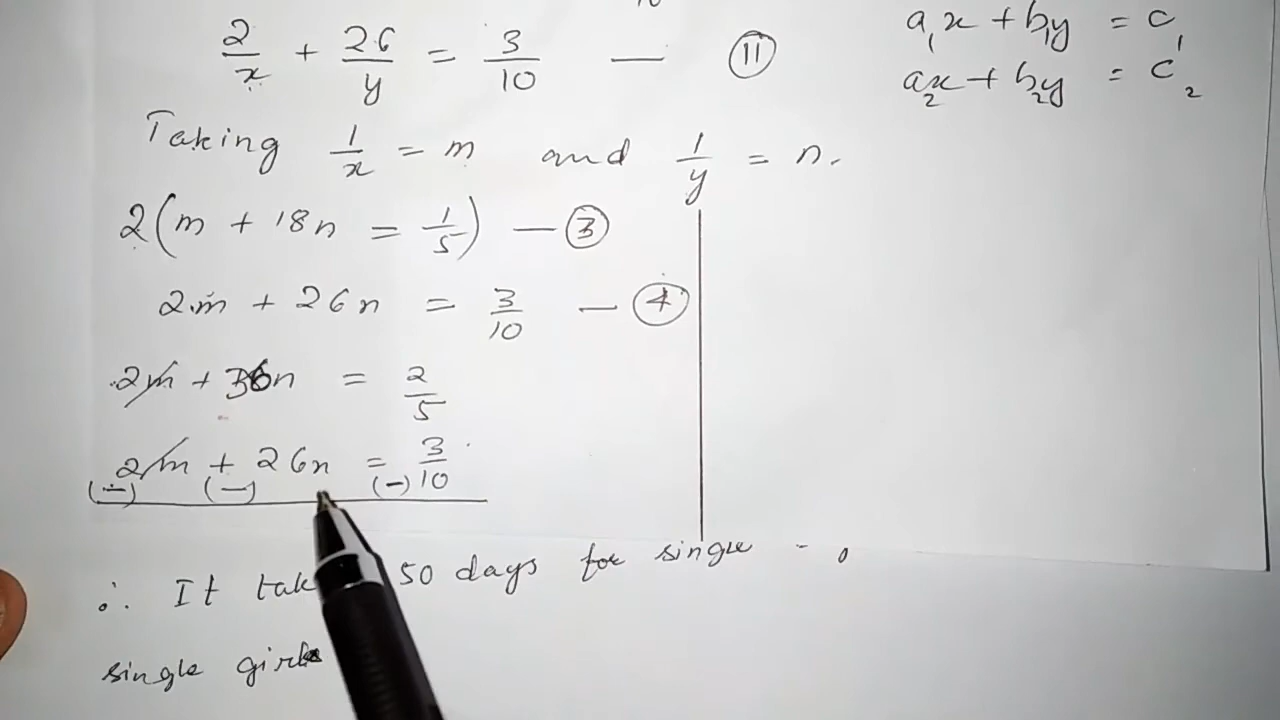 2/x + 26/y = 3/10 — (11)
a₁x + b₁y = c₁
a₂x + b₂y = c₂
Taking 1/x = m and 1/y = n.
2(m + 18n = 1/5) — (3)
2m + 26n = 3/10 — (4)
2m + 36n = 2/5
2m + 26n = 3/10
(-) (-) (-)
∴ It 50 days for single
single girl